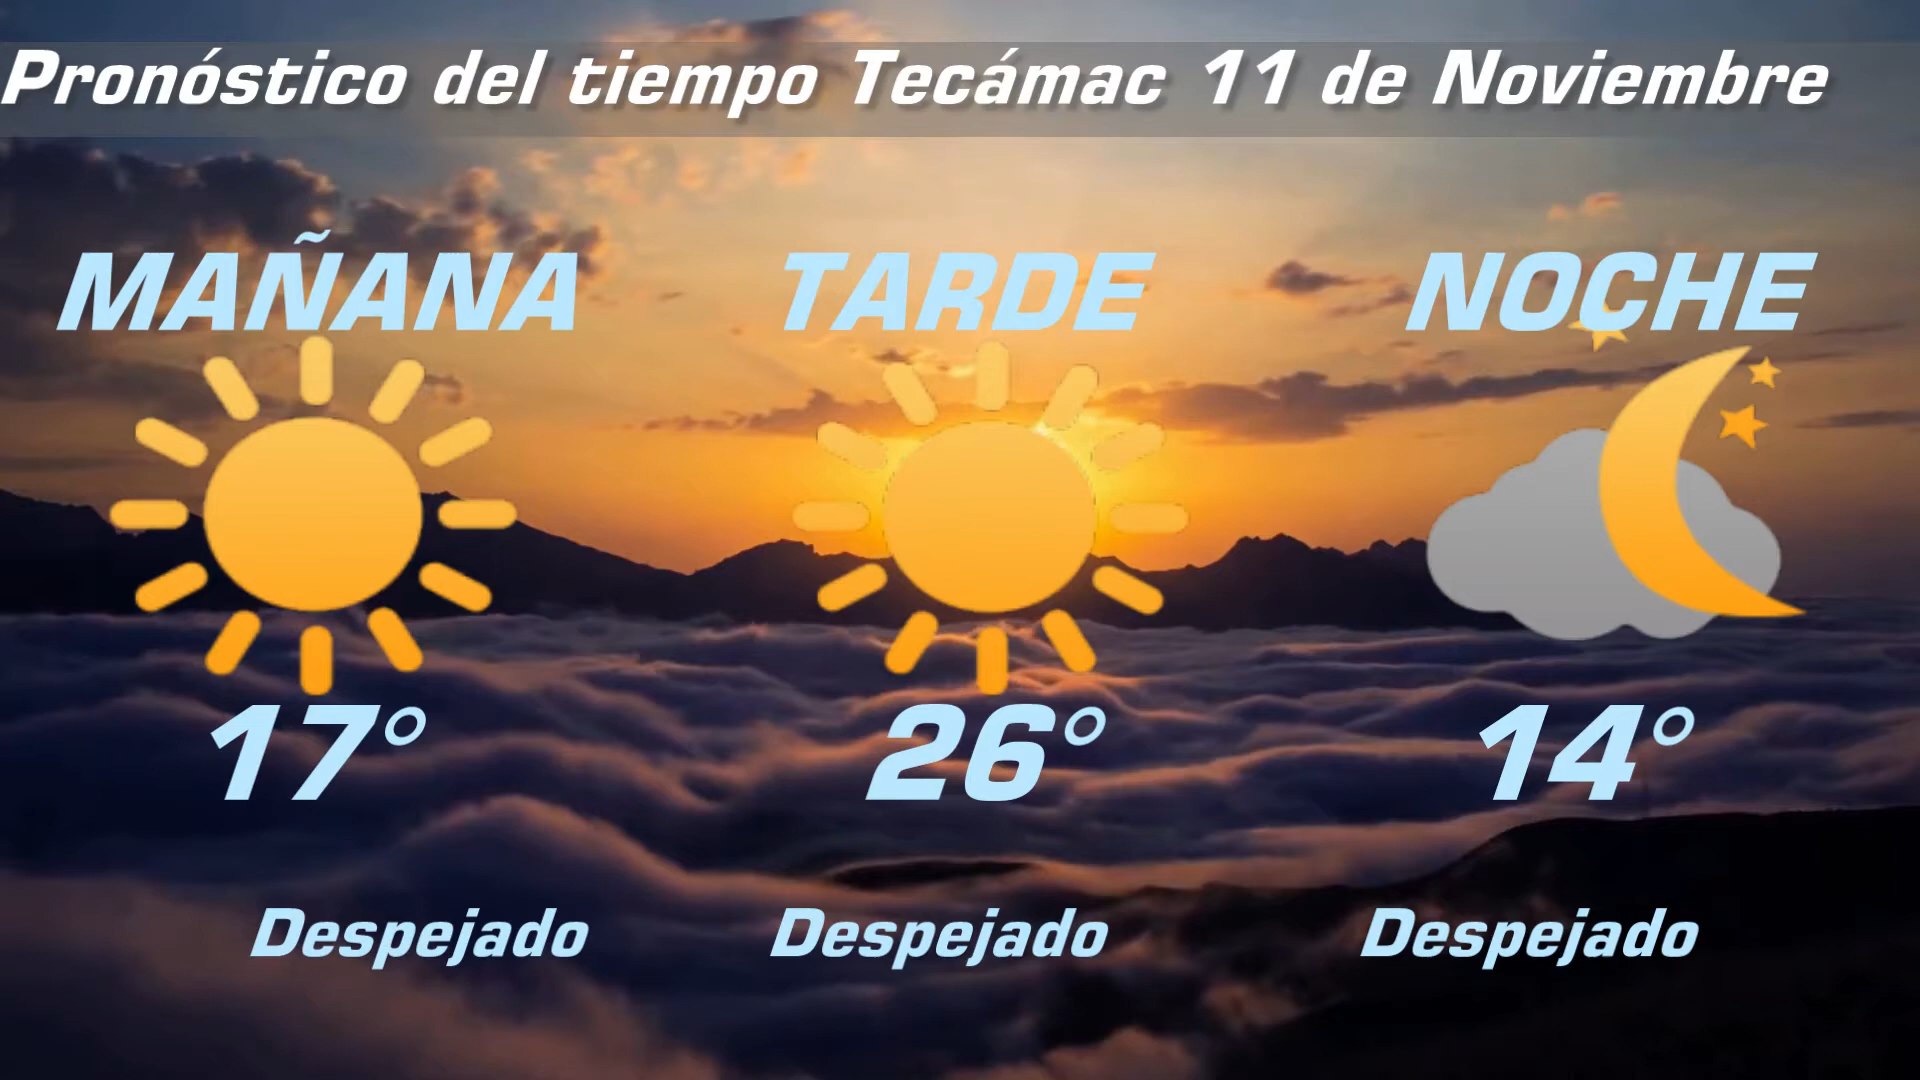 Pronóstico del tiempo Tecámac 11 de Noviembre
MAÑANA TARDE NOCHE
17° 26° 14°
Despejado Despejado Despejado